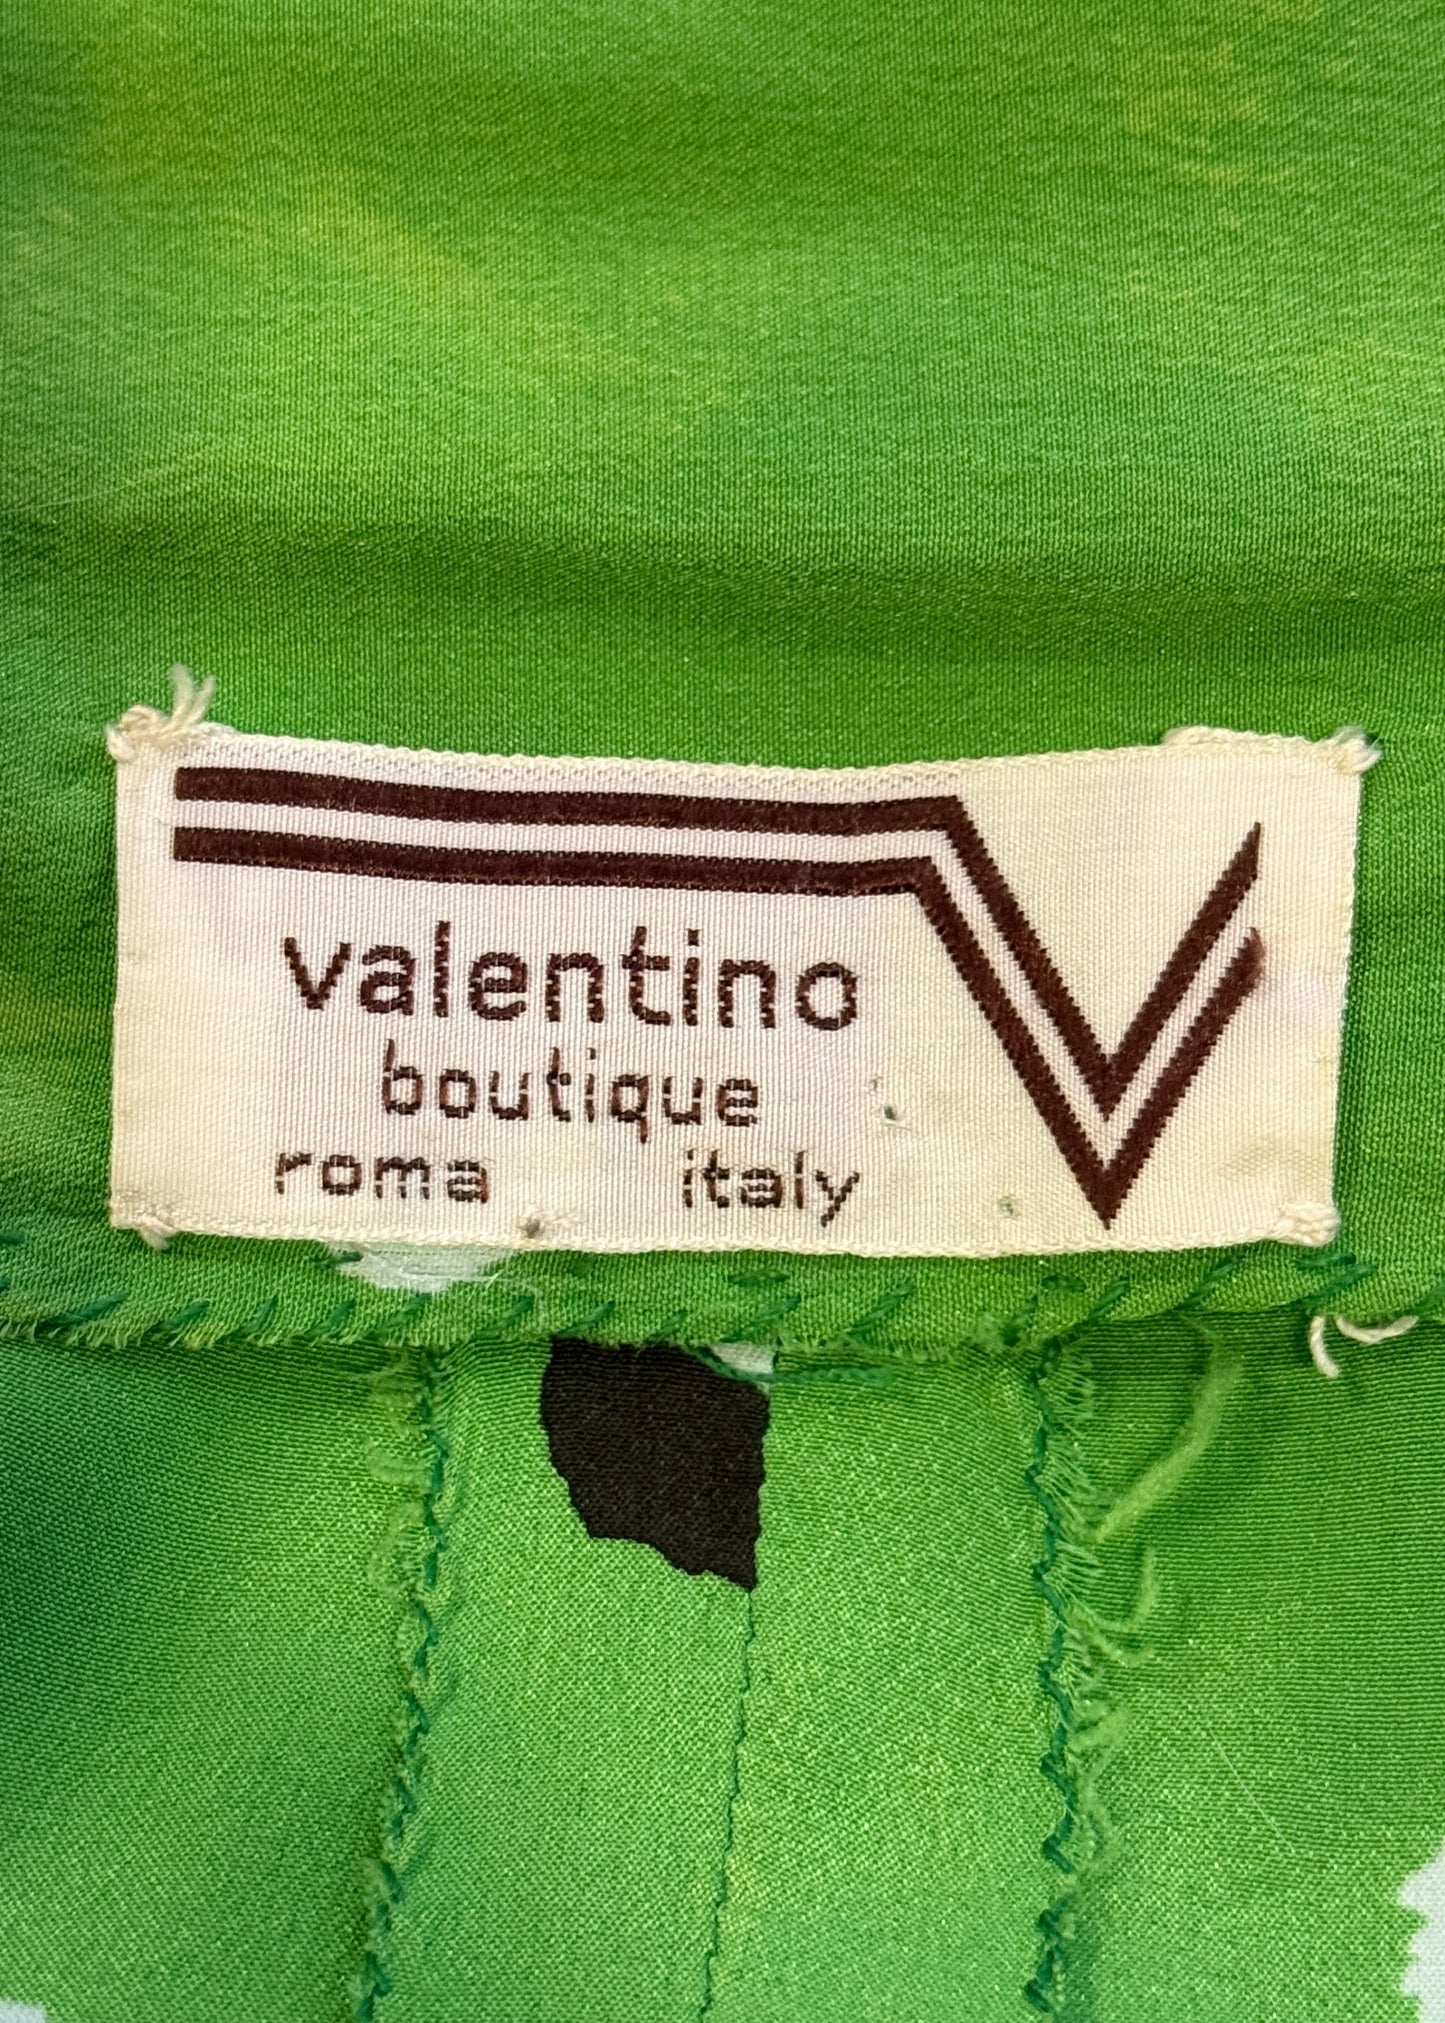 valentino
boutique
roma italy